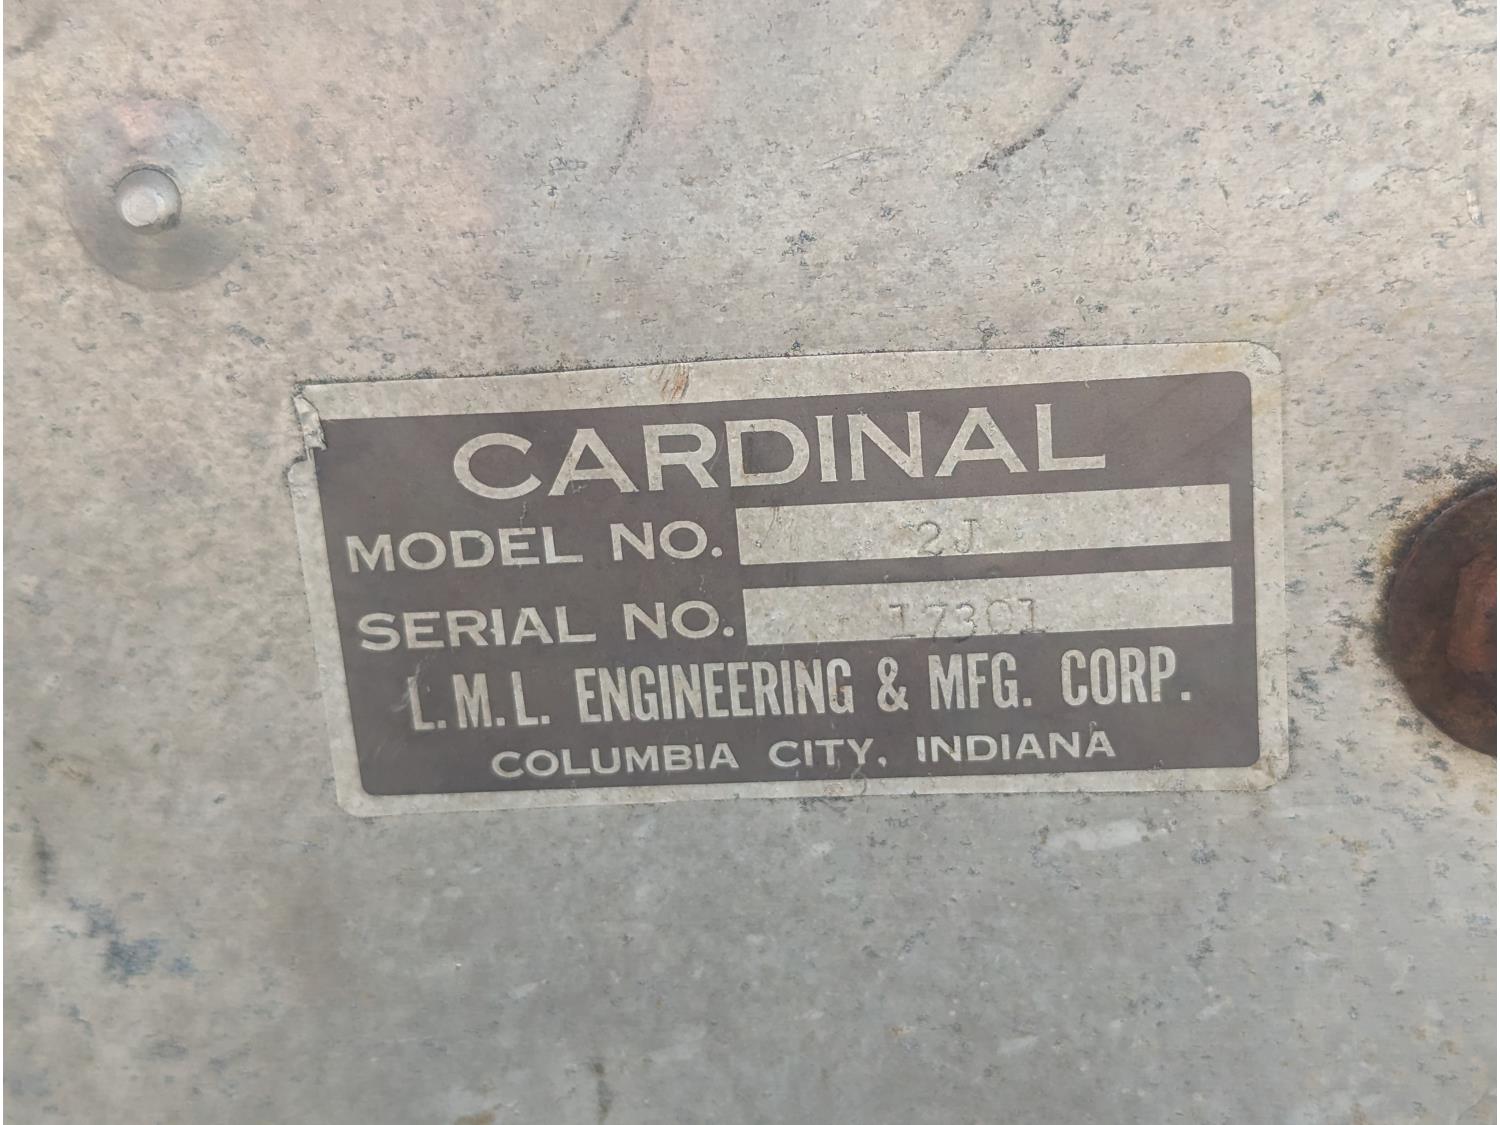 CARDINAL
MODEL NO. 2J
SERIAL NO. 17301
L.M.L. ENGINEERING & MFG. CORP.
COLUMBIA CITY, INDIANA